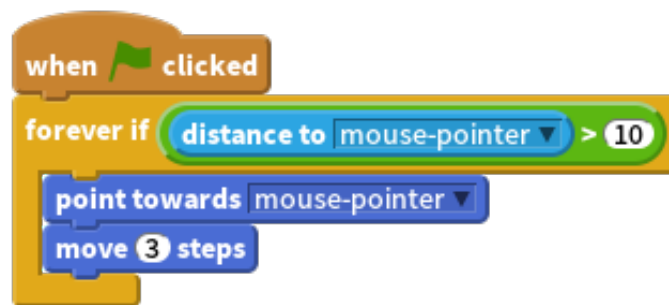 when clicked
forever if distance to mouse-pointer > 10
point towards mouse-pointer
move 3 steps